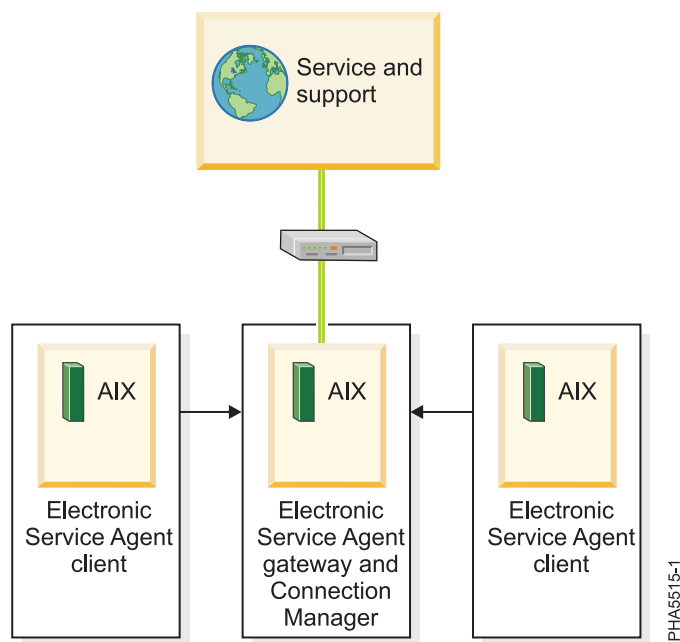 Service and
support
AIX
AIX
AIX
Electronic
Service Agent
client
Electronic
Service Agent
gateway and
Connection
Manager
Electronic
Service Agent
client
PHA5515-1